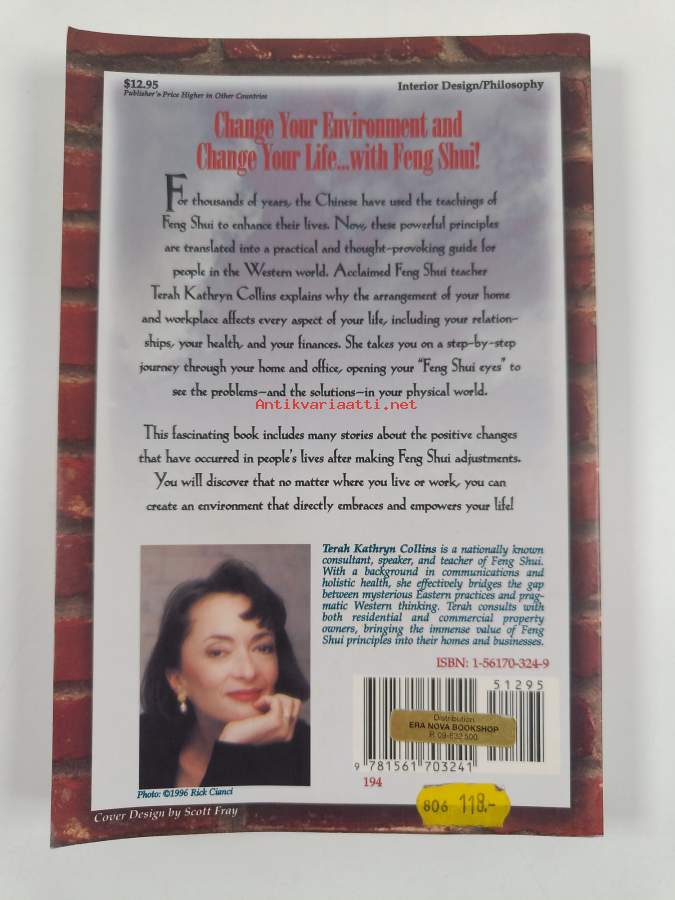 $12.95
Publisher's Price Higher in Other Countries
Interior Design/Philosophy
Change Your Environment and
Change Your Life...with Feng Shui!
For thousands of years, the Chinese have used the teachings of
Feng Shui to enhance their lives. Now, these powerful principles
are translated into a practical and thought-provoking guide for
people in the Western world. Acclaimed Feng Shui teacher
Terah Kathryn Collins explains why the arrangement of your home
and workplace affects every aspect of your life, including your relation-
ships, your health, and your finances. She takes you on a step-by-step
journey through your home and office, opening your "Feng Shui eyes" to
see the problems—and the solutions—in your physical world.
Antikvariaatti.net
This fascinating book includes many stories about the positive changes
that have occurred in people's lives after making Feng Shui adjustments.
You will discover that no matter where you live or work, you can
create an environment that directly embraces and empowers your life!
Terah Kathryn Collins is a nationally known
consultant, speaker, and teacher of Feng Shui.
With a background in communications and
holistic health, she effectively bridges the gap
between mysterious Eastern practices and prag-
matic Western thinking. Terah consults with
both residential and commercial property
owners, bringing the immense value of Feng
Shui principles into their homes and businesses.
ISBN: 1-56170-324-9
51295
Distribution
ERA NOVA BOOKSHOP
P. 09-632 500
9 781561 703241
194
806 118.-
Photo: ©1996 Rick Cianci
Cover Design by Scott Fray